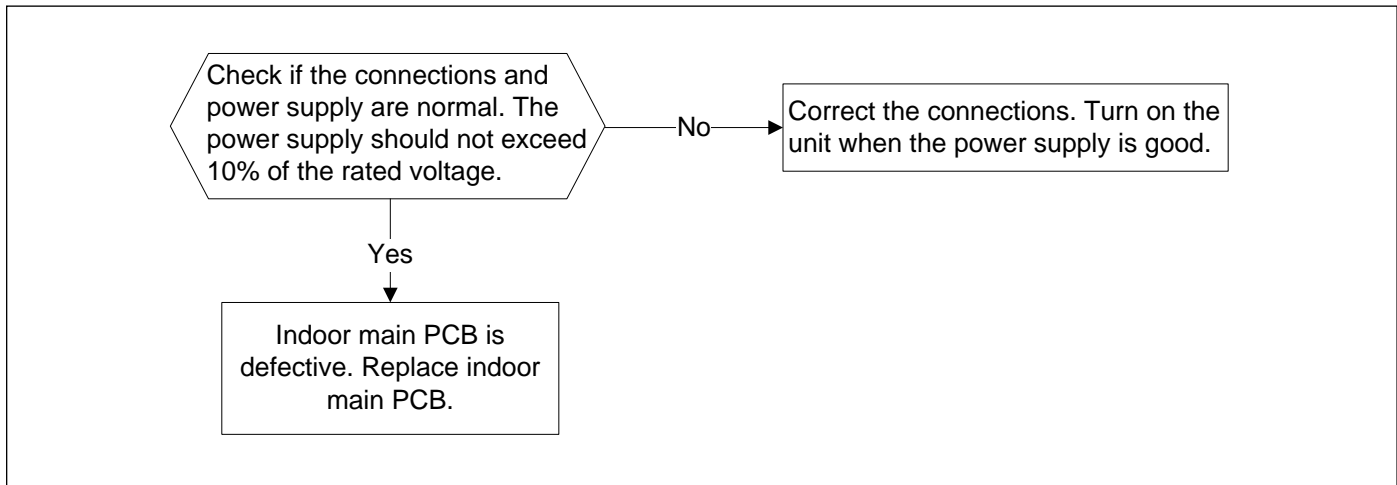 Check if the connections and
power supply are normal. The
power supply should not exceed
10% of the rated voltage.
No
Correct the connections. Turn on the
unit when the power supply is good.
Yes
Indoor main PCB is
defective. Replace indoor
main PCB.